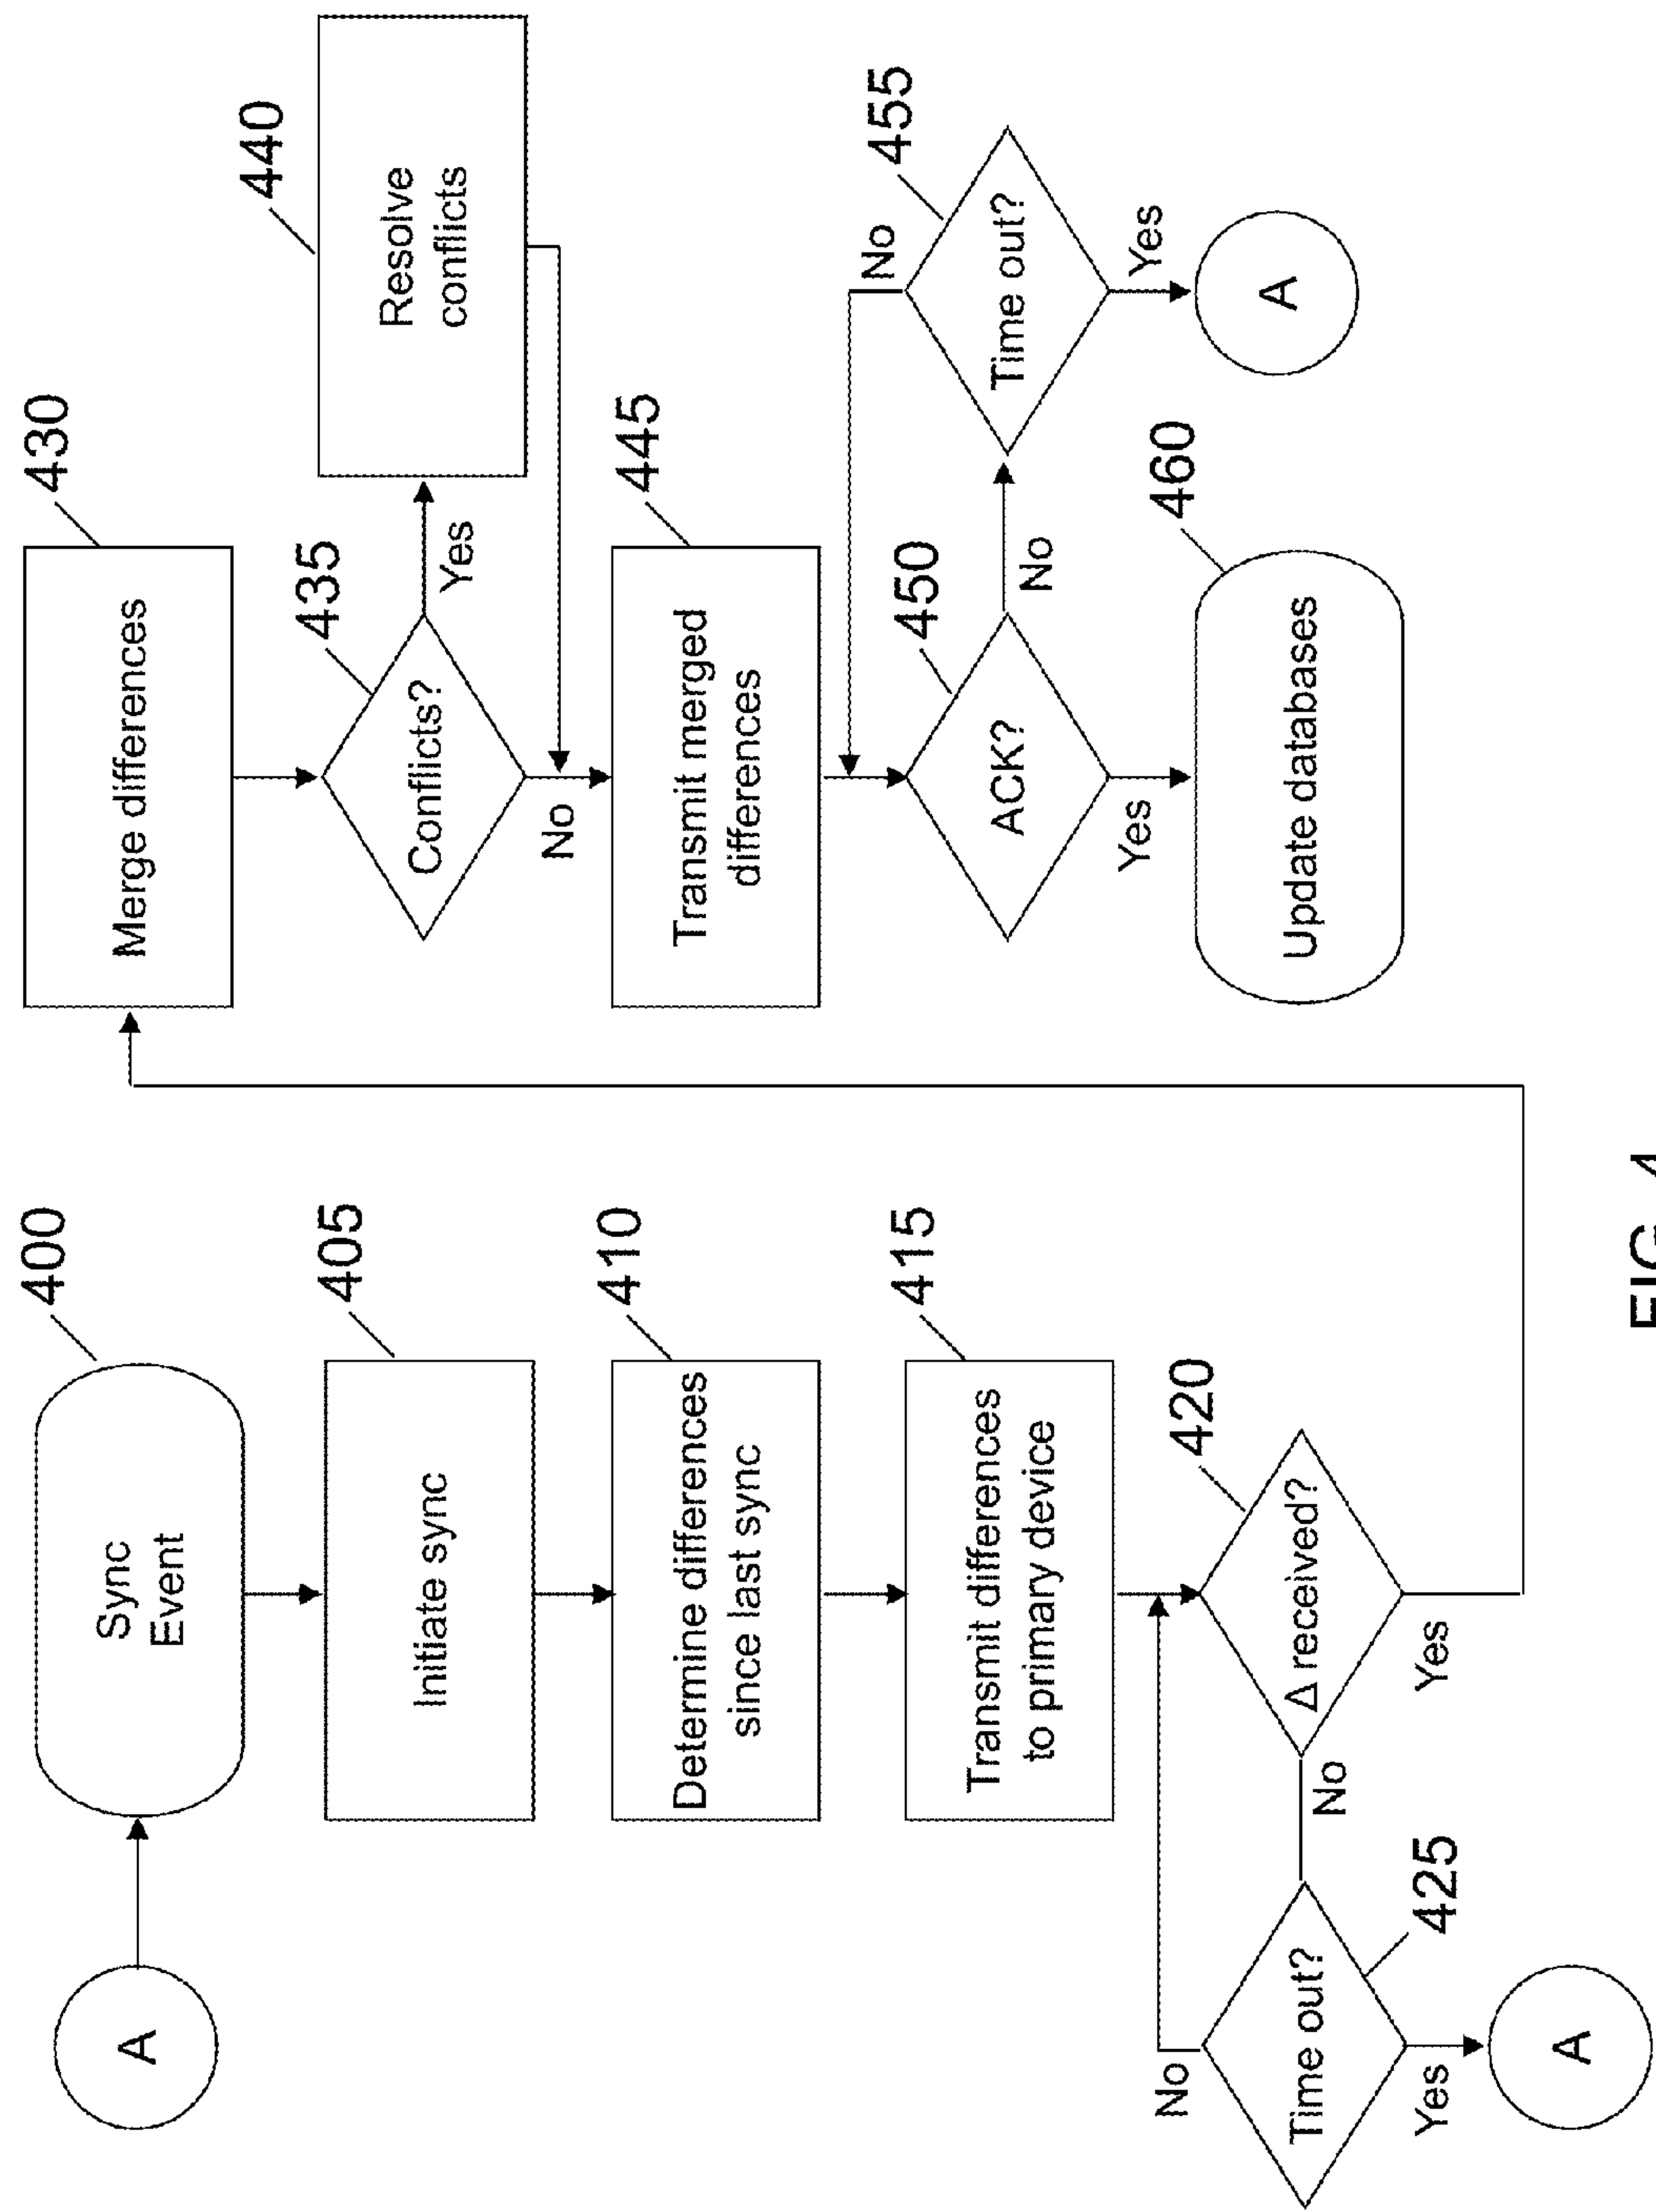 A
400
Sync
Event
405
Initiate sync
410
Determine differences
since last sync
415
Transmit differences
to primary device
420
Δ received?
No
Yes
425
Time out?
No
Yes
A
430
Merge differences
435
Conflicts?
Yes
No
440
Resolve
conflicts
445
Transmit merged
differences
450
ACK?
No
Yes
455
Time out?
No
Yes
A
460
Update databases
FIG. 4